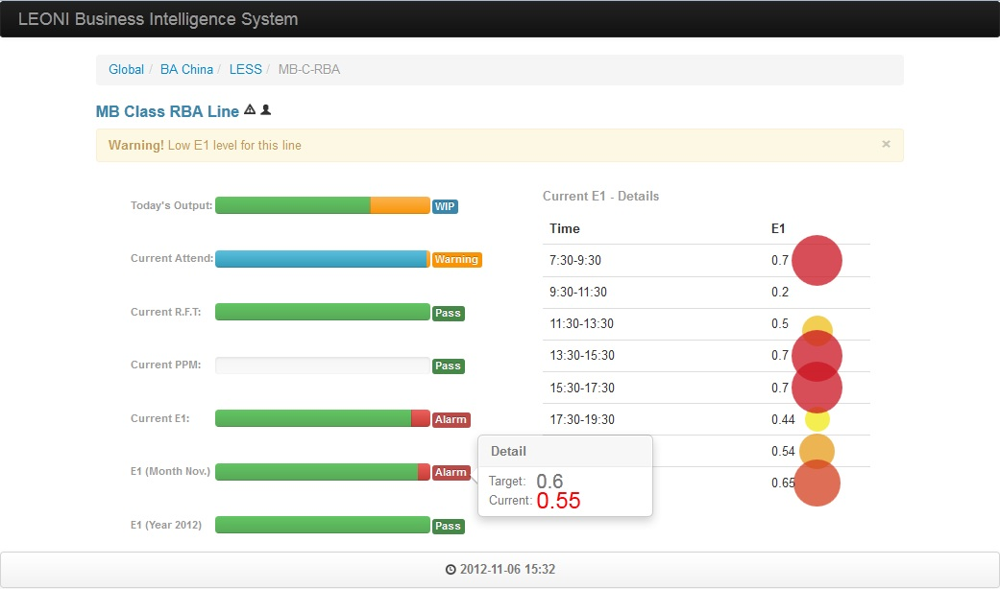 LEONI Business Intelligence System
Global / BA China / LESS / MB-C-RBA
MB Class RBA Line
Warning! Low E1 level for this line ×
Today's Output: WIP
Current Attend: Warning
Current R.F.T: Pass
Current PPM: Pass
Current E1: Alarm
E1 (Month Nov.) Alarm
E1 (Year 2012) Pass
Detail
Target: 0.6
Current: 0.55
Current E1 - Details
Time E1
7:30-9:30 0.7
9:30-11:30 0.2
11:30-13:30 0.5
13:30-15:30 0.7
15:30-17:30 0.7
17:30-19:30 0.44
0.54
0.65
2012-11-06 15:32